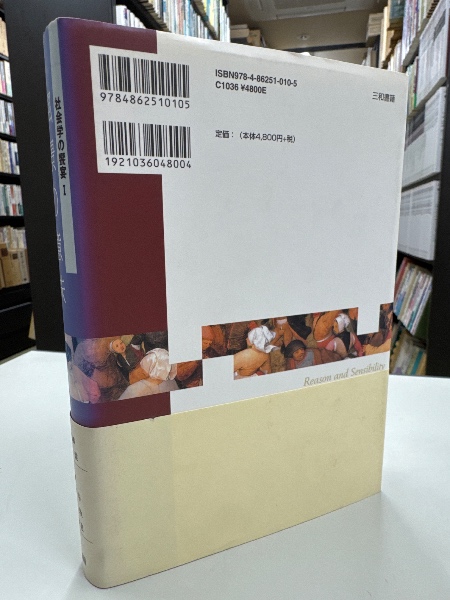 社会学の饗宴 I
ISBN978-4-86251-010-5
C1036 ¥4800E
三和書籍
9784862510105
定価：（本体4,800円+税）
1921036048004
Reason and Sensibility